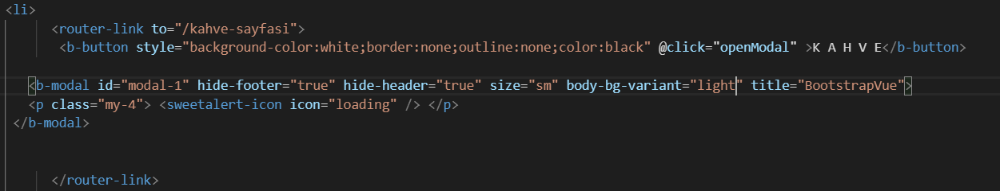 <li>
<router-link to="/kahve-sayfasi">
<b-button style="background-color:white;border:none;outline:none;color:black" @click="openModal" >K A H V E</b-button>
<b-modal id="modal-1" hide-footer="true" hide-header="true" size="sm" body-bg-variant="light" title="BootstrapVue">
<p class="my-4"> <sweetalert-icon icon="loading" /> </p>
</b-modal>
</router-link>